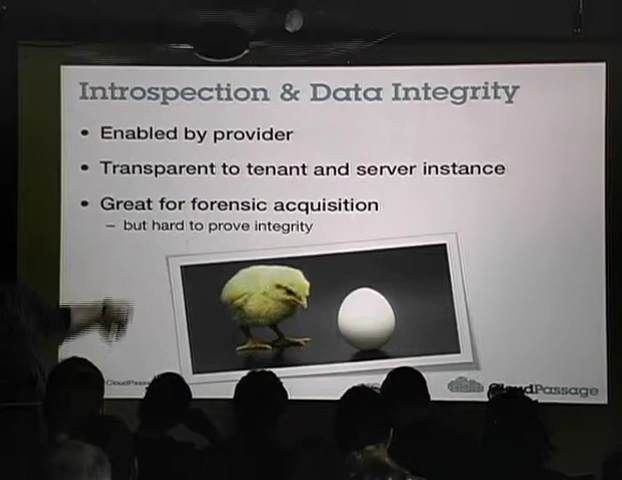 Introspection & Data Integrity
• Enabled by provider
• Transparent to tenant and server instance
• Great for forensic acquisition
– but hard to prove integrity
CloudPassage